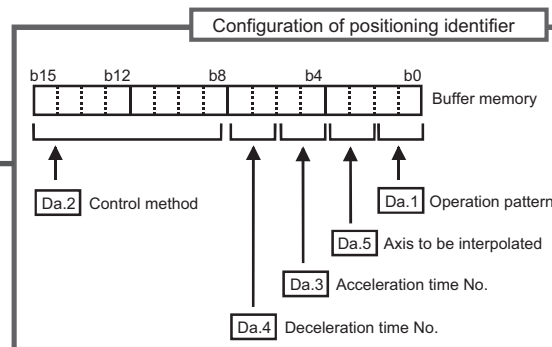 Configuration of positioning identifier
b15 b12 b8 b4 b0
Buffer memory
Da.2 Control method
Da.1 Operation pattern
Da.5 Axis to be interpolated
Da.3 Acceleration time No.
Da.4 Deceleration time No.